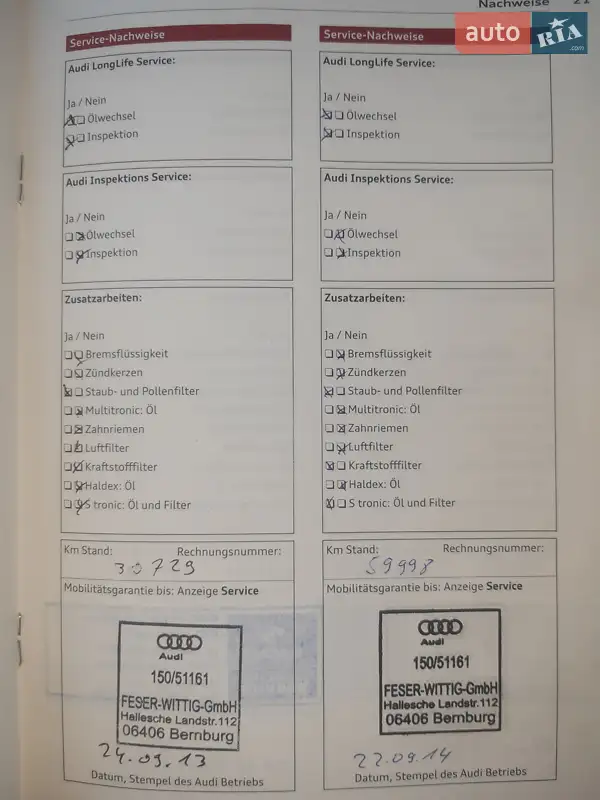 Nachweise 21
auto RIA .com
Service-Nachweise
Audi LongLife Service:
Ja / Nein
Ölwechsel
Inspektion
Audi Inspektions Service:
Ja / Nein
Ölwechsel
Inspektion
Zusatzarbeiten:
Ja / Nein
Bremsflüssigkeit
Zündkerzen
Staub- und Pollenfilter
Multitronic: Öl
Zahnriemen
Luftfilter
Kraftstofffilter
Haldex: Öl
S tronic: Öl und Filter
Km Stand: Rechnungsnummer:
30729
Mobilitätsgarantie bis: Anzeige Service
Audi
150/51161
FESER-WITTIG-GmbH
Hallesche Landstr.112
06406 Bernburg
24.09.13
Datum, Stempel des Audi Betriebs
Service-Nachweise
Audi LongLife Service:
Ja / Nein
Ölwechsel
Inspektion
Audi Inspektions Service:
Ja / Nein
Ölwechsel
Inspektion
Zusatzarbeiten:
Ja / Nein
Bremsflüssigkeit
Zündkerzen
Staub- und Pollenfilter
Multitronic: Öl
Zahnriemen
Luftfilter
Kraftstofffilter
Haldex: Öl
S tronic: Öl und Filter
Km Stand: Rechnungsnummer:
59998
Mobilitätsgarantie bis: Anzeige Service
Audi
150/51161
FESER-WITTIG-GmbH
Hallesche Landstr.112
06406 Bernburg
22.09.14
Datum, Stempel des Audi Betriebs